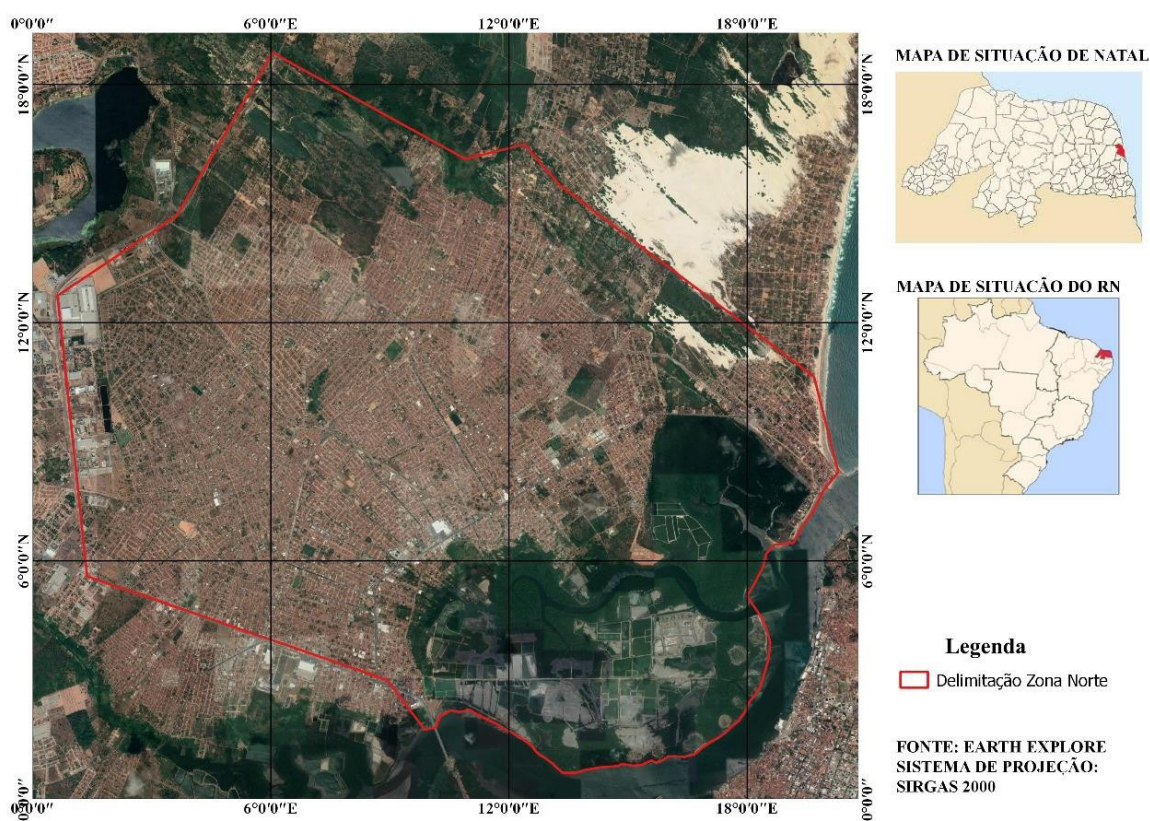 0°0'0"E
6°0'0"E
12°0'0"E
18°0'0"E
18°0'0"N
18°0'0"N
12°0'0"N
12°0'0"N
6°0'0"N
6°0'0"N
0°0'0"
0°0'0"
0°0'0"E
6°0'0"E
12°0'0"E
18°0'0"E
MAPA DE SITUAÇÃO DE NATAL
MAPA DE SITUAÇÃO DO RN
Legenda
Delimitação Zona Norte
FONTE: EARTH EXPLORE
SISTEMA DE PROJEÇÃO:
SIRGAS 2000